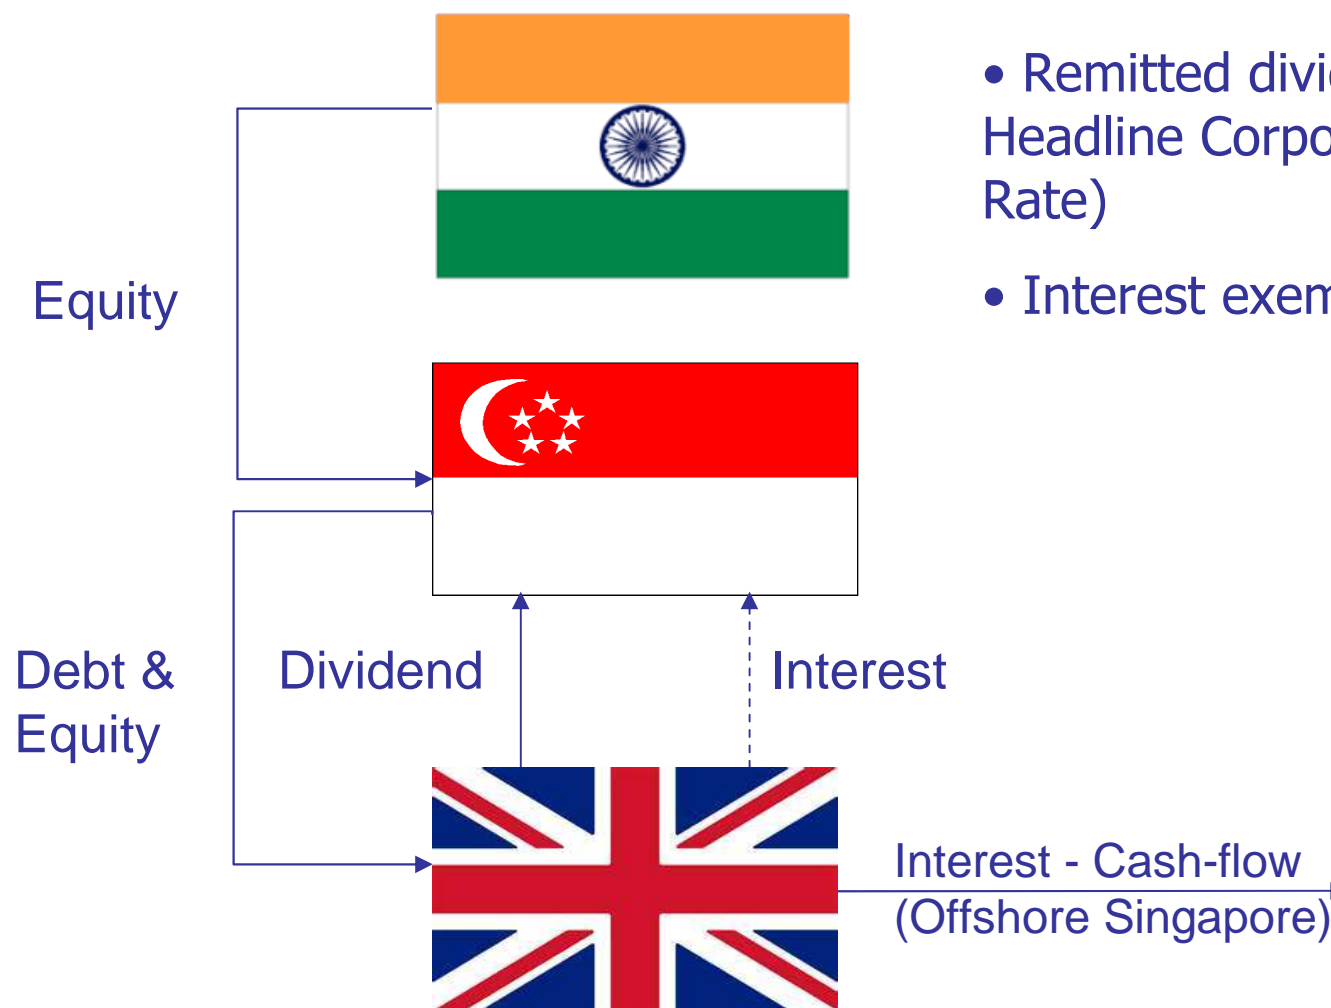 • Remitted divi
Headline Corpo
Rate)
• Interest exem
Equity
Debt &
Equity
Dividend
Interest
Interest - Cash-flow
(Offshore Singapore)